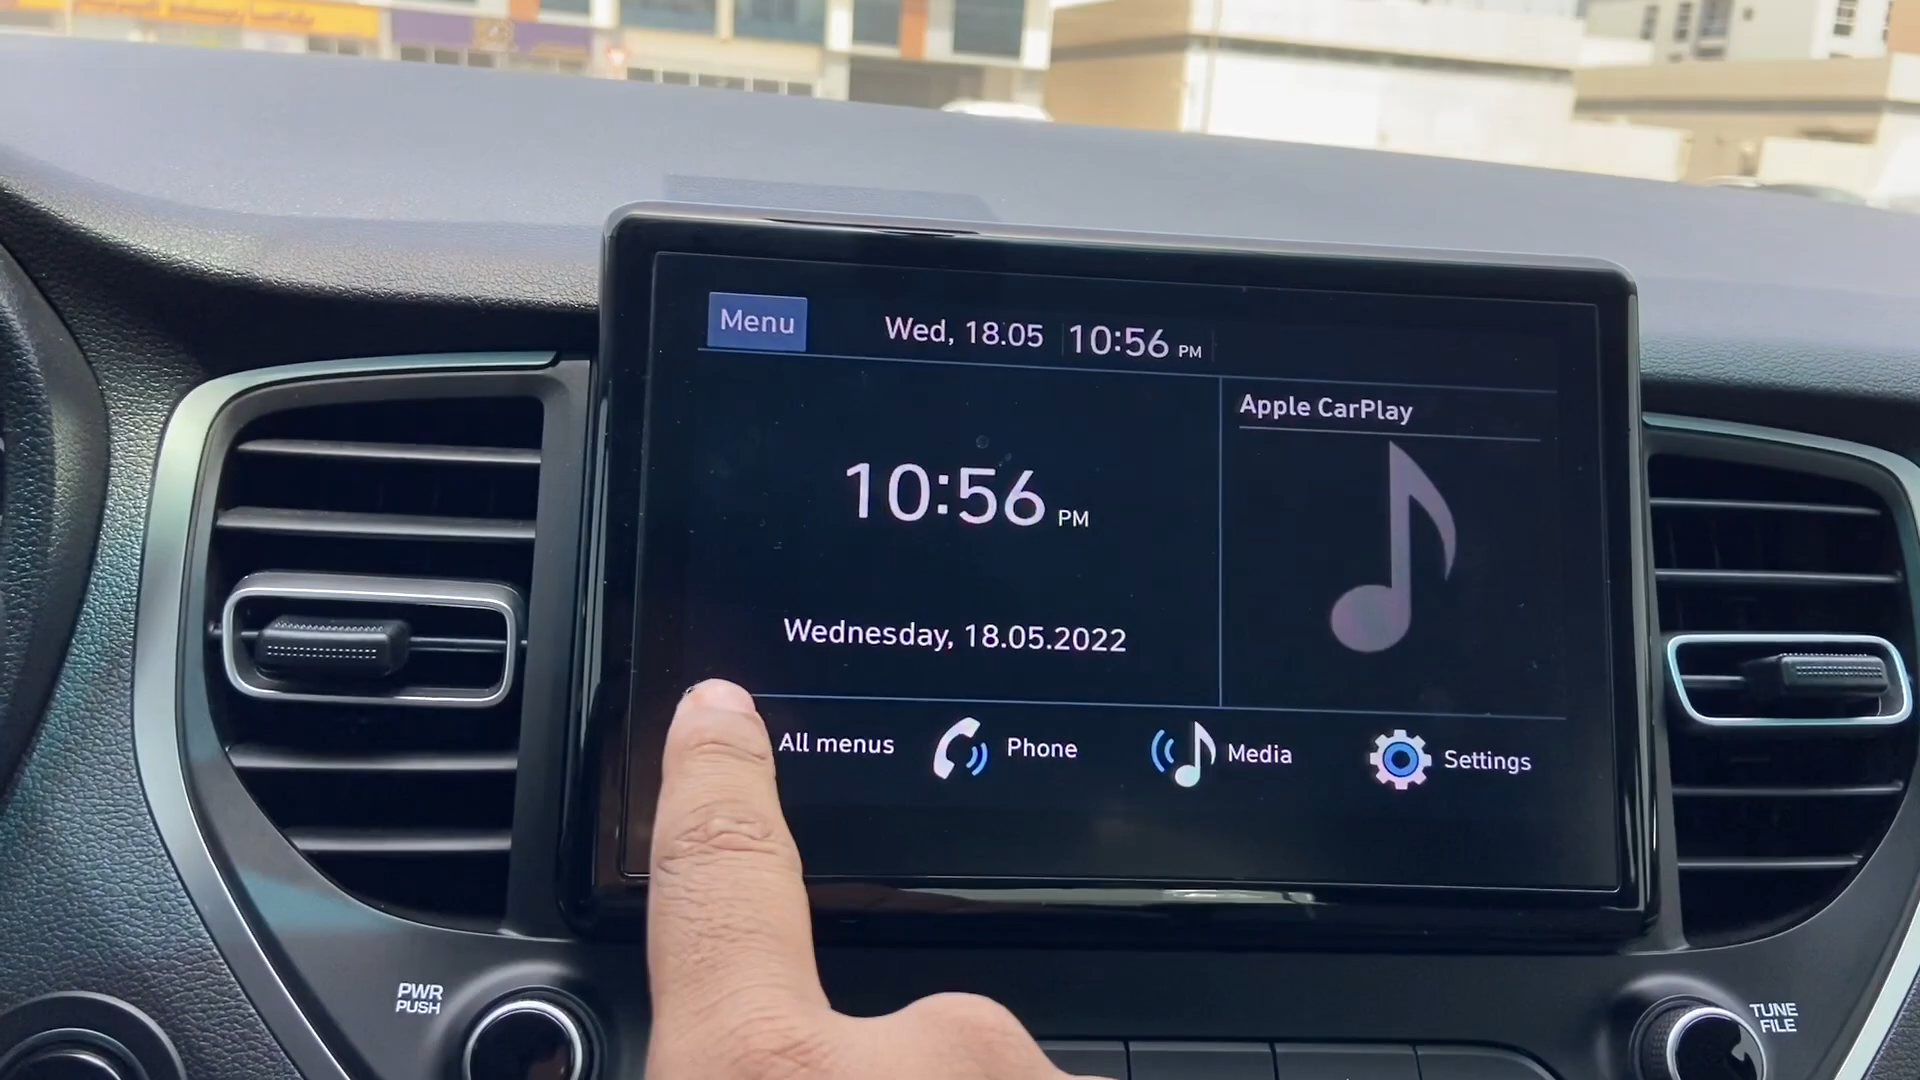 Menu
Wed, 18.05 10:56 PM
Apple CarPlay
10:56 PM
Wednesday, 18.05.2022
All menus
Phone
Media
Settings
PWR
PUSH
TUNE
FILE